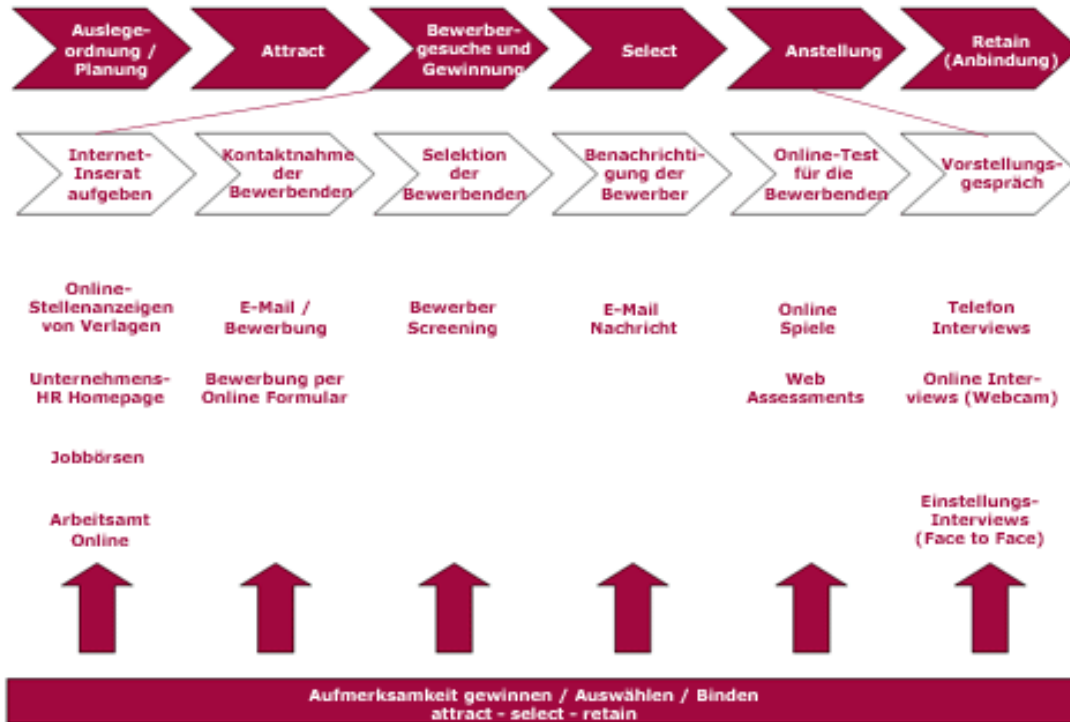 Auslege-
ordnung /
Planung
Attract
Bewerber-
gesuche und
Gewinnung
Select
Anstellung
Retain
(Anbindung)
Internet-
Inserat
aufgeben
Kontaktnahme
der
Bewerbenden
Selektion
der
Bewerbenden
Benachrichti-
gung der
Bewerber
Online-Test
für die
Bewerbenden
Vorstellungs-
gespräch
Online-
Stellenanzeigen
von Verlagen
E-Mail /
Bewerbung
Bewerber
Screening
E-Mail
Nachricht
Online
Spiele
Telefon
Interviews
Unternehmens-
HR Homepage
Bewerbung per
Online Formular
Web
Assessments
Online Inter-
views (Webcam)
Jobbörsen
Arbeitsamt
Online
Einstellungs-
Interviews
(Face to Face)
Aufmerksamkeit gewinnen / Auswählen / Binden
attract - select - retain